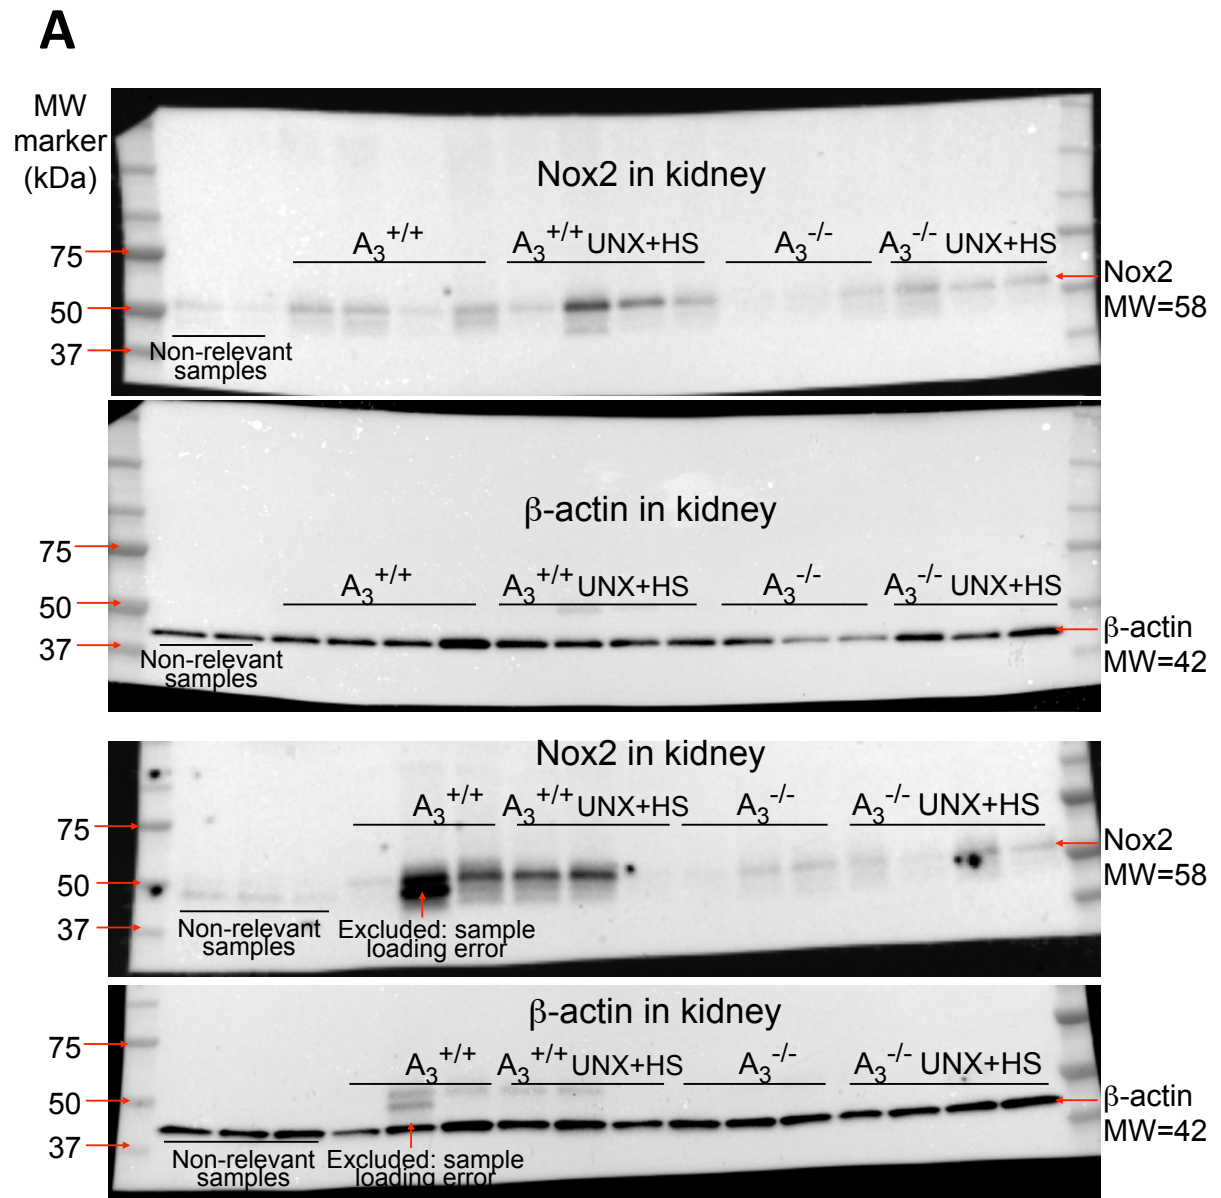 A
MW
marker
(kDa)
Nox2 in kidney
A3+/+
A3+/+ UNX+HS
A3-/-
A3-/- UNX+HS
75
50
37
Non-relevant
samples
Nox2
MW=58
β-actin in kidney
A3+/+
A3+/+ UNX+HS
A3-/-
A3-/- UNX+HS
75
50
37
Non-relevant
samples
β-actin
MW=42
Nox2 in kidney
A3+/+
A3+/+ UNX+HS
A3-/-
A3-/- UNX+HS
75
50
37
Non-relevant
samples
Excluded: sample
loading error
Nox2
MW=58
β-actin in kidney
A3+/+
A3+/+ UNX+HS
A3-/-
A3-/- UNX+HS
75
50
37
Non-relevant
samples
Excluded: sample
loading error
β-actin
MW=42